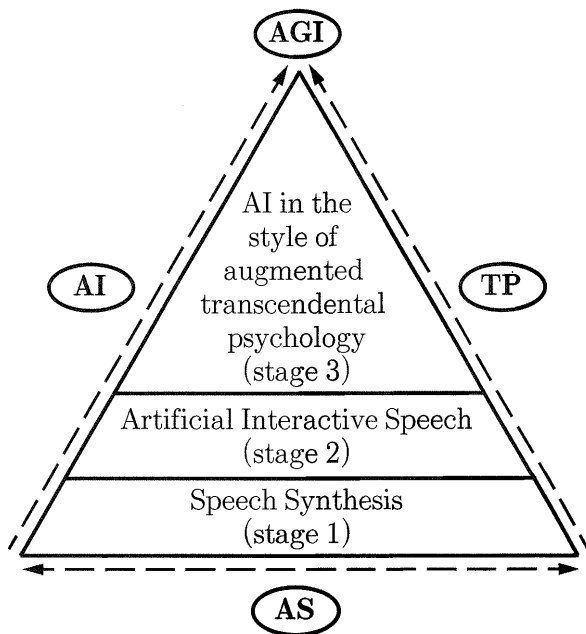 AGI
AI in the
style of
augmented
transcendental
psychology
(stage 3)
AI
TP
Artificial Interactive Speech
(stage 2)
Speech Synthesis
(stage 1)
AS